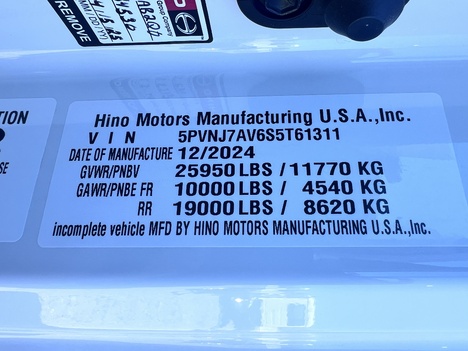 REMOVE
Hino Motors Manufacturing U.S.A.,Inc.
VIN 5PVNJ7AV6S5T61311
DATE OF MANUFACTURE 12/2024
GVWR/PNBV 25950 LBS / 11770 KG
GAWR/PNBE FR 10000 LBS / 4540 KG
RR 19000 LBS / 8620 KG
incomplete vehicle MFD BY HINO MOTORS MANUFACTURING U.S.A.,Inc.